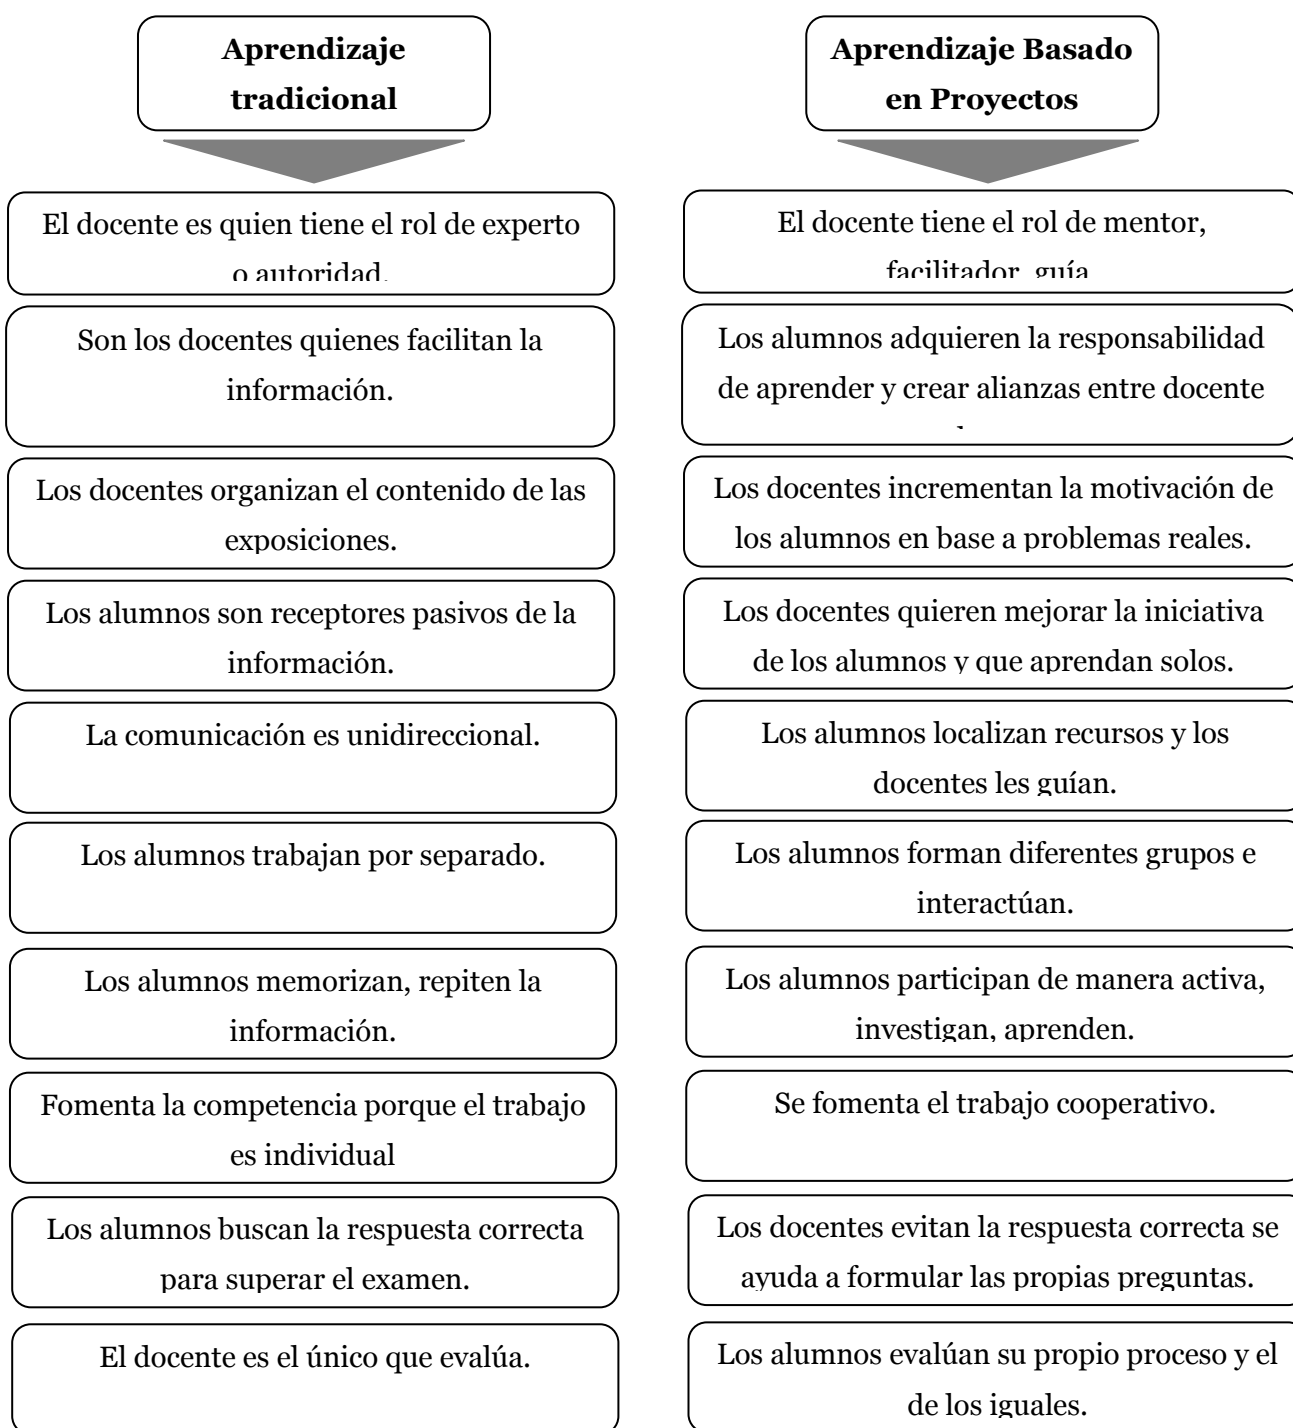 Aprendizaje
tradicional
El docente es quien tiene el rol de experto
o autoridad.
Son los docentes quienes facilitan la
información.
Los docentes organizan el contenido de las
exposiciones.
Los alumnos son receptores pasivos de la
información.
La comunicación es unidireccional.
Los alumnos trabajan por separado.
Los alumnos memorizan, repiten la
información.
Fomenta la competencia porque el trabajo
es individual
Los alumnos buscan la respuesta correcta
para superar el examen.
El docente es el único que evalúa.
Aprendizaje Basado
en Proyectos
El docente tiene el rol de mentor,
facilitador, guía
Los alumnos adquieren la responsabilidad
de aprender y crear alianzas entre docente
Los docentes incrementan la motivación de
los alumnos en base a problemas reales.
Los docentes quieren mejorar la iniciativa
de los alumnos y que aprendan solos.
Los alumnos localizan recursos y los
docentes les guían.
Los alumnos forman diferentes grupos e
interactúan.
Los alumnos participan de manera activa,
investigan, aprenden.
Se fomenta el trabajo cooperativo.
Los docentes evitan la respuesta correcta se
ayuda a formular las propias preguntas.
Los alumnos evalúan su propio proceso y el
de los iguales.